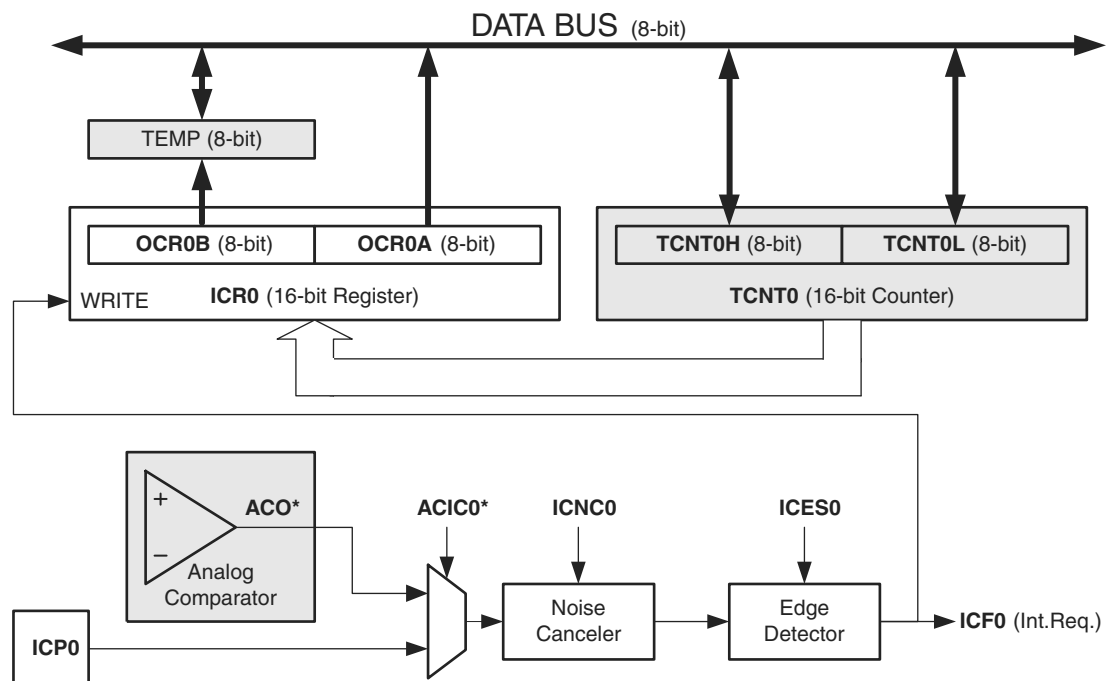 DATA BUS (8-bit)
TEMP (8-bit)
OCR0B (8-bit)
OCR0A (8-bit)
TCNT0H (8-bit)
TCNT0L (8-bit)
WRITE
ICR0 (16-bit Register)
TCNT0 (16-bit Counter)
+
−
ACO*
Analog
Comparator
ACIC0*
ICNC0
ICES0
Noise
Canceler
Edge
Detector
ICF0 (Int.Req.)
ICP0